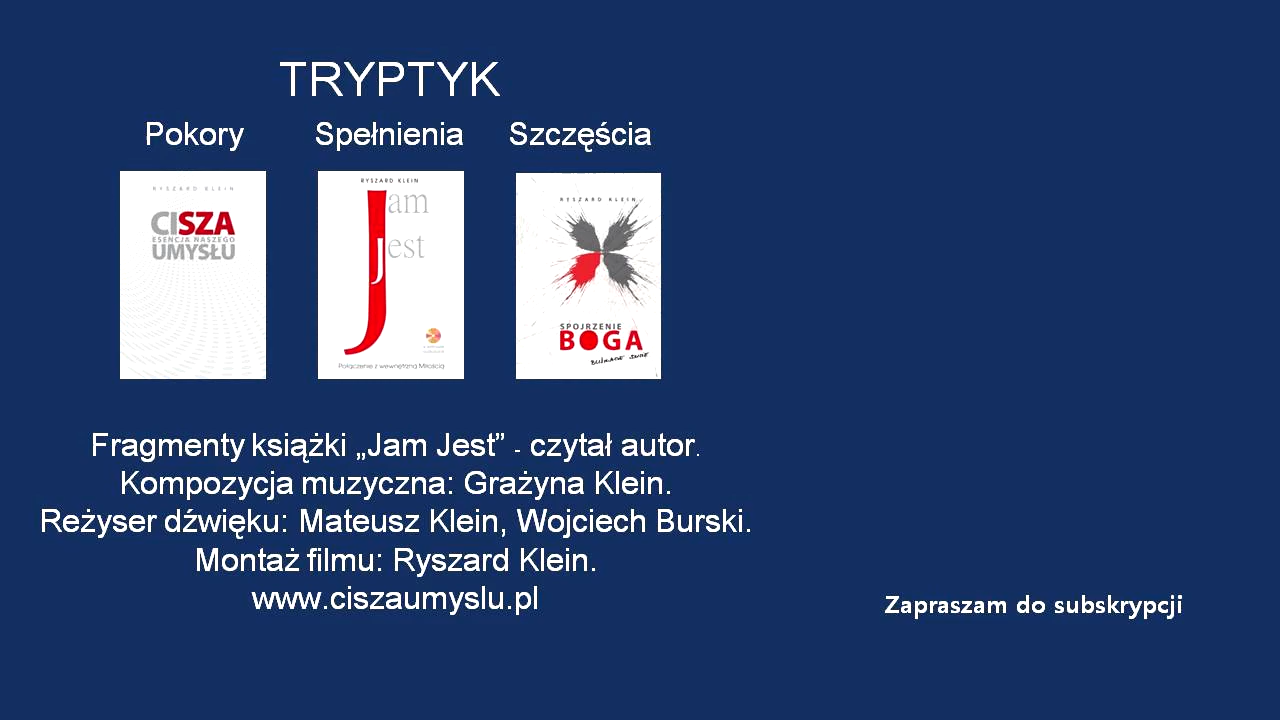 TRYPTYK
Pokory Spełnienia Szczęścia
RYSZARD KLEIN
CISZA
ESENCJA NASZEGO
UMYSŁU
RYSZARD KLEIN
Jam
Jest
Połączenie z wewnętrzną Miłością
RYSZARD KLEIN
SPOJRZENIE
BOGA
Fragmenty książki „Jam Jest” - czytał autor.
Kompozycja muzyczna: Grażyna Klein.
Reżyser dźwięku: Mateusz Klein, Wojciech Burski.
Montaż filmu: Ryszard Klein.
www.ciszaumyslu.pl
Zapraszam do subskrypcji